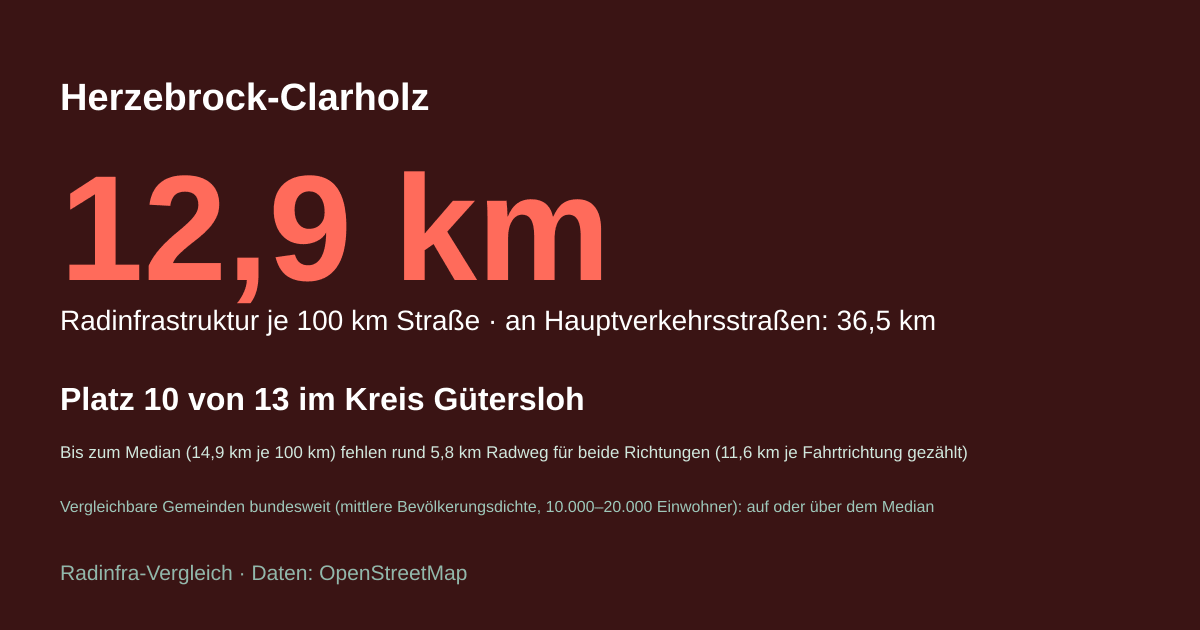 Herzebrock-Clarholz
12,9 km
Radinfrastruktur je 100 km Straße · an Hauptverkehrsstraßen: 36,5 km
Platz 10 von 13 im Kreis Gütersloh
Bis zum Median (14,9 km je 100 km) fehlen rund 5,8 km Radweg für beide Richtungen (11,6 km je Fahrtrichtung gezählt)
Vergleichbare Gemeinden bundesweit (mittlere Bevölkerungsdichte, 10.000–20.000 Einwohner): auf oder über dem Median
Radinfra-Vergleich · Daten: OpenStreetMap